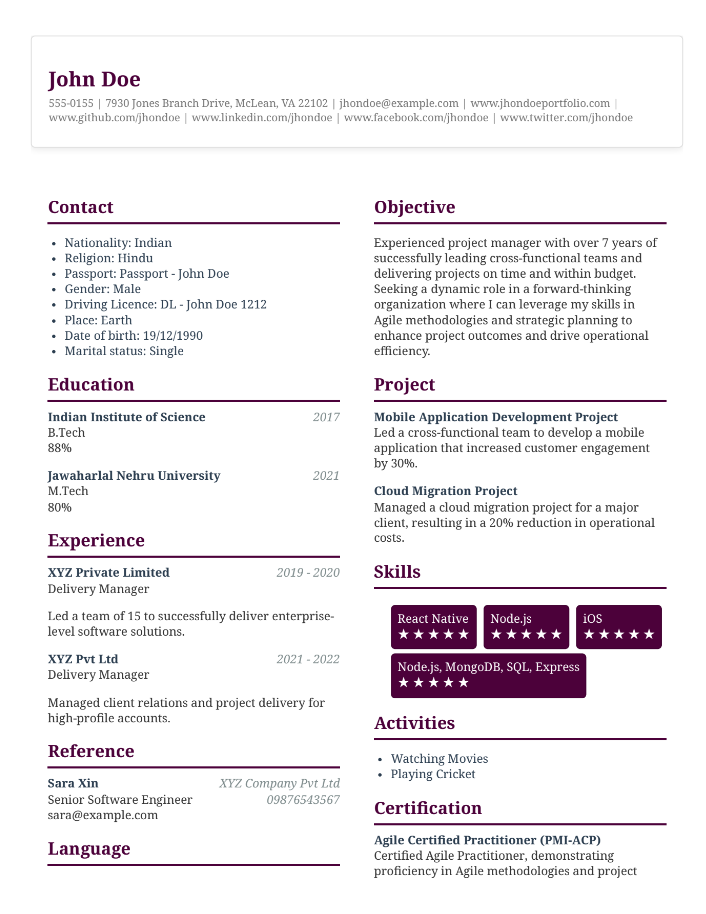 John Doe
555-0155 | 7930 Jones Branch Drive, McLean, VA 22102 | jhondoe@example.com | www.jhondoeportfolio.com |
www.github.com/jhondoe | www.linkedin.com/jhondoe | www.facebook.com/jhondoe | www.twitter.com/jhondoe
Contact
• Nationality: Indian
• Religion: Hindu
• Passport: Passport - John Doe
• Gender: Male
• Driving Licence: DL - John Doe 1212
• Place: Earth
• Date of birth: 19/12/1990
• Marital status: Single
Education
Indian Institute of Science 2017
B.Tech
88%
Jawaharlal Nehru University 2021
M.Tech
80%
Experience
XYZ Private Limited 2019 - 2020
Delivery Manager
Led a team of 15 to successfully deliver enterprise-
level software solutions.
XYZ Pvt Ltd 2021 - 2022
Delivery Manager
Managed client relations and project delivery for
high-profile accounts.
Reference
Sara Xin XYZ Company Pvt Ltd
Senior Software Engineer 09876543567
sara@example.com
Language
Objective
Experienced project manager with over 7 years of
successfully leading cross-functional teams and
delivering projects on time and within budget.
Seeking a dynamic role in a forward-thinking
organization where I can leverage my skills in
Agile methodologies and strategic planning to
enhance project outcomes and drive operational
efficiency.
Project
Mobile Application Development Project
Led a cross-functional team to develop a mobile
application that increased customer engagement
by 30%.
Cloud Migration Project
Managed a cloud migration project for a major
client, resulting in a 20% reduction in operational
costs.
Skills
React Native Node.js iOS
★★★★★ ★★★★★ ★★★★★
Node.js, MongoDB, SQL, Express
★★★★★
Activities
• Watching Movies
• Playing Cricket
Certification
Agile Certified Practitioner (PMI-ACP)
Certified Agile Practitioner, demonstrating
proficiency in Agile methodologies and project